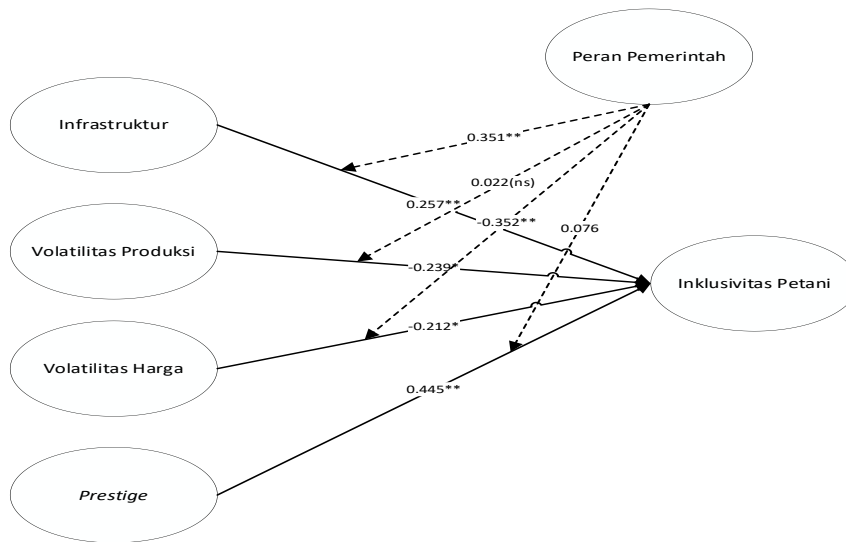 Peran Pemerintah
Infrastruktur
0.351**
0.022(ns)
0.257**
-0.352**
0.076
Volatilitas Produksi
-0.239*
Inklusivitas Petani
-0.212*
Volatilitas Harga
0.445**
Prestige